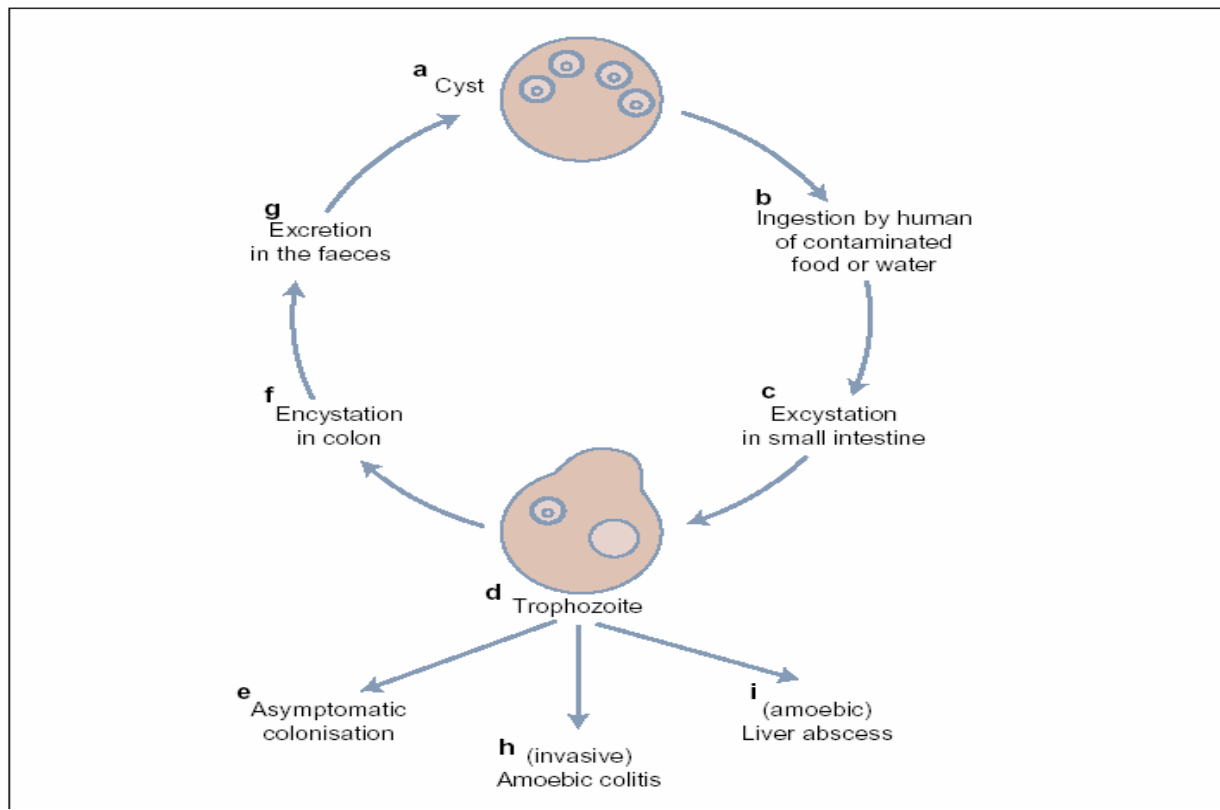 a Cyst
b Ingestion by human
of contaminated
food or water
c Excystation
in small intestine
d Trophozoite
e Asymptomatic
colonisation
f Encystation
in colon
g Excretion
in the faeces
h (invasive)
Amoebic colitis
i (amoebic)
Liver abscess